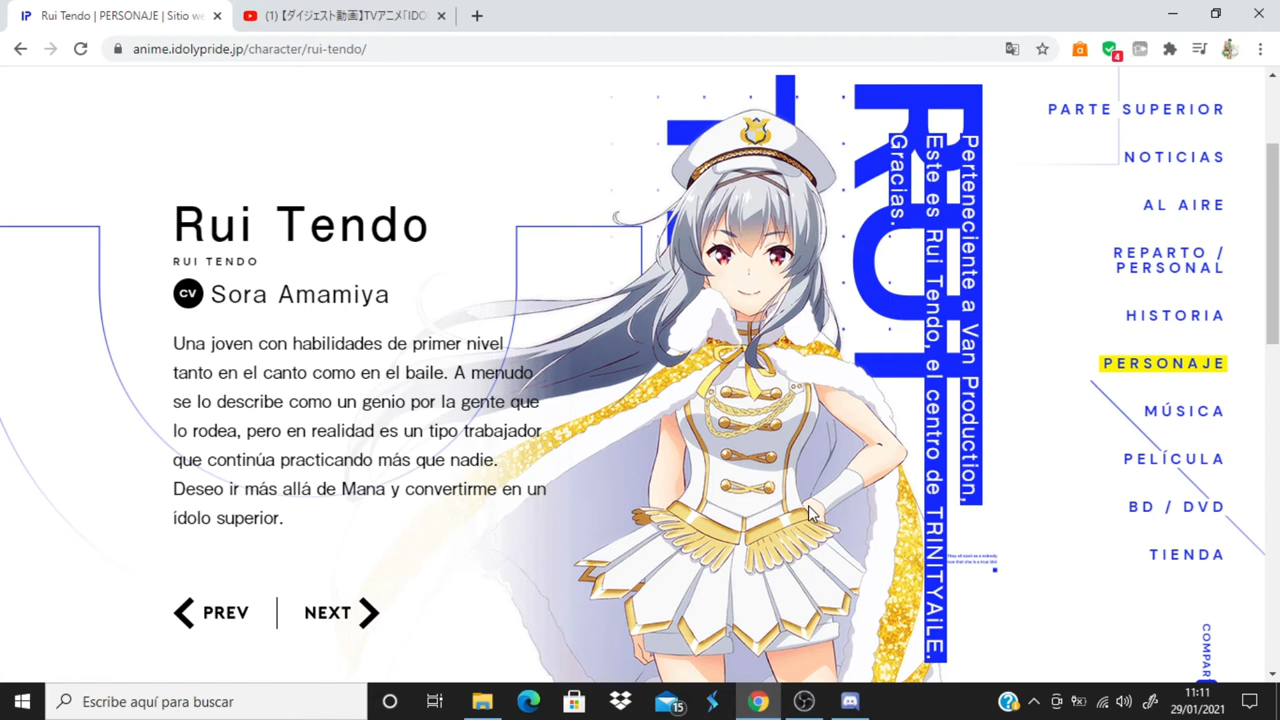 Rui Tendo | PERSONAJE | Sitio we
(1) 【ダイジェスト動画】TVアニメ「IDOL
anime.idolypride.jp/character/rui-tendo/
4
PARTE SUPERIOR
NOTICIAS
AL AIRE
REPARTO /
PERSONAL
HISTORIA
PERSONAJE
MÚSICA
PELÍCULA
BD / DVD
TIENDA
COMPAR
RUI
Perteneciente a Van Production,
Este es Rui Tendo, el centro de TRINITYAiLE.
Gracias.
Rui Tendo
RUI TENDO
CV Sora Amamiya
Una joven con habilidades de primer nivel
tanto en el canto como en el baile. A menudo
se lo describe como un genio por la gente que
lo rodea, pero en realidad es un tipo trabajador
que continúa practicando más que nadie.
Deseo ir más allá de Mana y convertirme en un
ídolo superior.
PREV
NEXT
Escribe aquí para buscar
15
11:11
29/01/2021